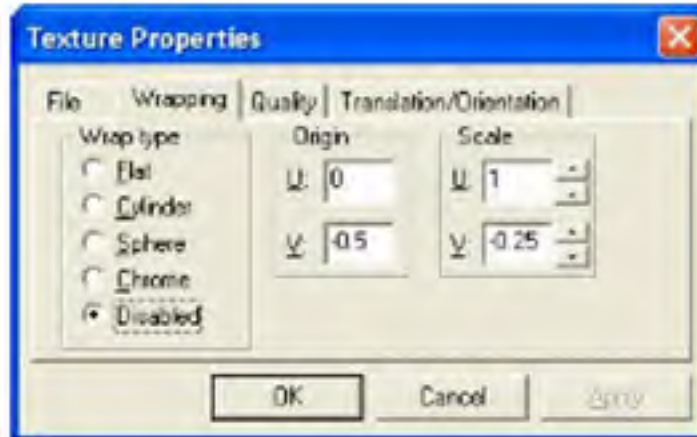 Texture Properties
File Wrapping Quality Translation/Orientation
Wrap type
Flat
Cylinder
Sphere
Chrome
Disabled
Origin
U: 0
V: -0.5
Scale
U: 1
V: -0.25
OK Cancel Apply